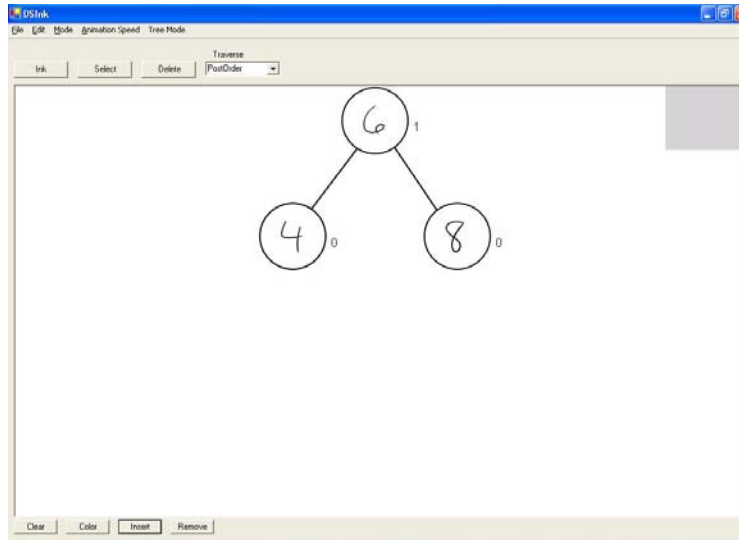 DSInk
File Edit Mode Animation Speed Tree Mode
Traverse
Ink Select Delete PostOrder
6 1
4 0 8 0
Clear Color Insert Remove